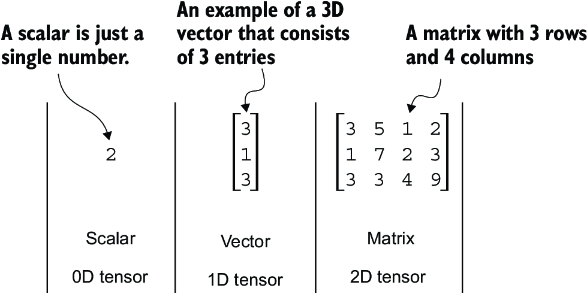 A scalar is just a
single number.
An example of a 3D
vector that consists
of 3 entries
A matrix with 3 rows
and 4 columns
2
3
1
3
3 5 1 2
1 7 2 3
3 3 4 9
Scalar
Vector
Matrix
0D tensor
1D tensor
2D tensor